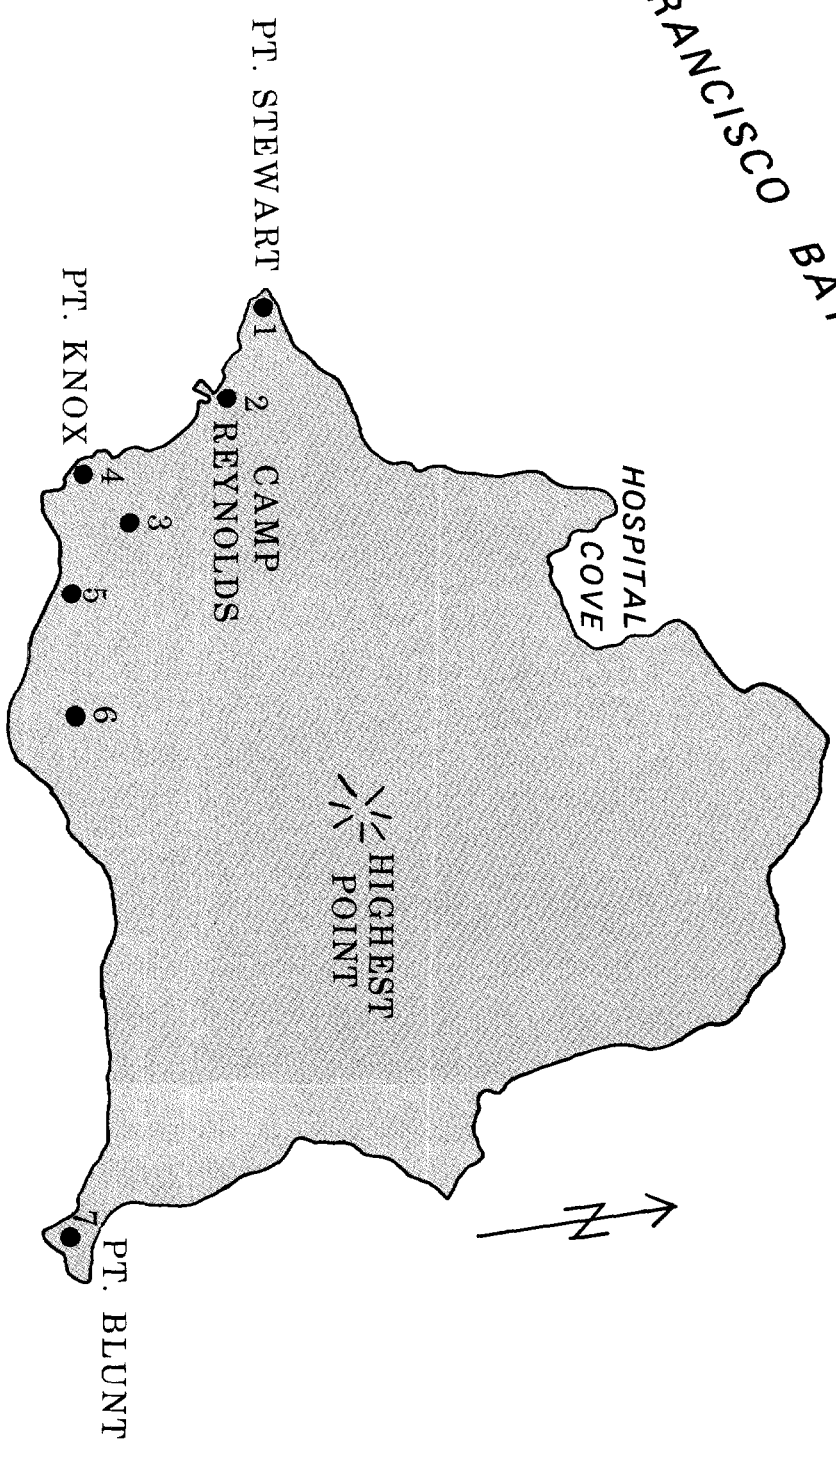 RANCISCO BAY
HOSPITAL
COVE
PT. STEWART
1
2
CAMP
REYNOLDS
PT. KNOX
4
3
5
6
HIGHEST
POINT
N
7
PT. BLUNT